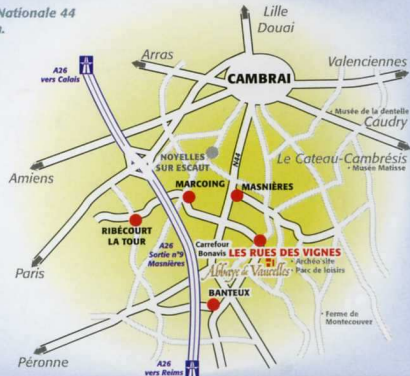 Nationale 44
Lille
Douai
A26
vers Calais
Arras
Valenciennes
CAMBRAI
Musée de la dentelle
Caudry
NOYELLES
SUR ESCAUT
N44
Le Cateau-Cambrésis
Musée Matisse
Amiens
MARCOING
MASNIÈRES
RIBÉCOURT
LA TOUR
A26
Sortie n°9
Masnières
Carrefour
Bonavis
LES RUES DES VIGNES
Archéo site
Abbaye de Vaucelles
Parc de loisirs
Paris
BANTEUX
Ferme de
Montecouver
Péronne
A26
vers Reims